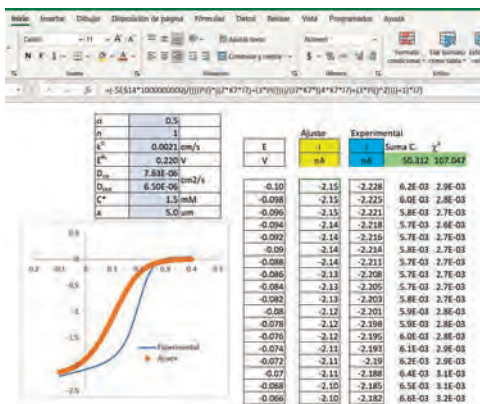 Inicio Insertar Dibujar Disposición de página Fórmulas Datos Revisar Vista Programador Ayuda
Calibri 11 Ajustar texto Número
N K S Combinar y centrar $ % 000 Formato Dar formato
condicional como tabla
Fuente Alineación Número Estilos
α 0.5
n 1
k⁰ 0.0021 cm/s
E⁰ 0.220 V
7.63E-06
cm2/s
6.50E-06
C* 1.5 mM
a 5.0 um
Ajuste Experimental
E i i Suma C. χ²
V nA nA 50.312 107.047
-0.10 -2.15 -2.228 6.2E-03 2.9E-03
-0.098 -2.15 -2.225 6.0E-03 2.8E-03
-0.096 -2.15 -2.221 5.8E-03 2.7E-03
-0.094 -2.14 -2.218 5.7E-03 2.6E-03
-0.092 -2.14 -2.216 5.7E-03 2.7E-03
-0.09 -2.14 -2.214 5.8E-03 2.7E-03
-0.088 -2.14 -2.211 5.7E-03 2.7E-03
-0.086 -2.13 -2.208 5.7E-03 2.7E-03
-0.084 -2.13 -2.205 5.7E-03 2.7E-03
-0.082 -2.13 -2.203 5.8E-03 2.7E-03
-0.08 -2.12 -2.201 5.9E-03 2.8E-03
-0.078 -2.12 -2.198 5.9E-03 2.8E-03
-0.076 -2.12 -2.195 6.0E-03 2.8E-03
-0.074 -2.11 -2.193 6.1E-03 2.9E-03
-0.072 -2.11 -2.19 6.2E-03 2.9E-03
-0.07 -2.11 -2.188 6.4E-03 3.1E-03
-0.068 -2.10 -2.185 6.5E-03 3.1E-03
-0.066 -2.10 -2.182 6.6E-03 3.2E-03
0.5
-0.2 -0.1 0.1 0.2 0.3 0.4 0.5
-0.5
-1
-1.5
-2.5
Experimental
Ajuste